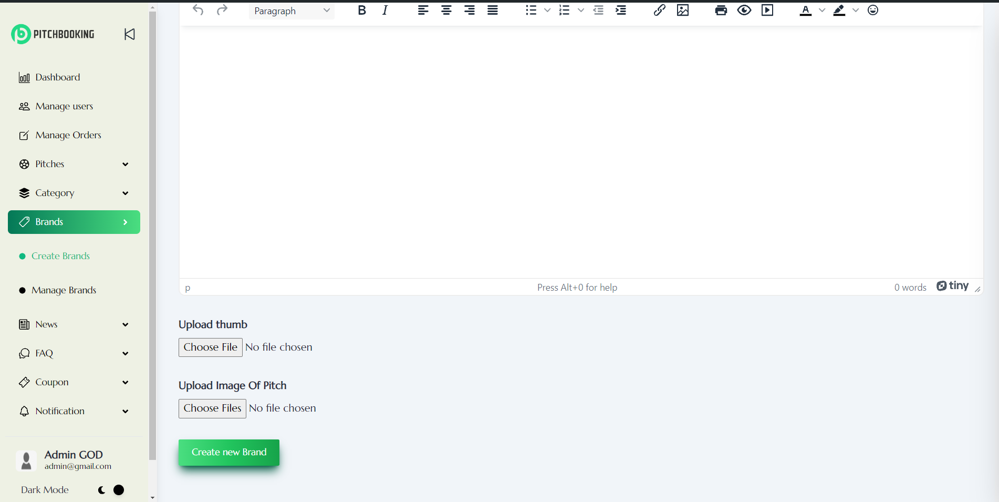 PITCHBOOKING
Dashboard
Manage users
Manage Orders
Pitches
Category
Brands
Create Brands
Manage Brands
News
FAQ
Coupon
Notification
Admin GOD
admin@gmail.com
Dark Mode
Paragraph
B
I
A
p
Press Alt+0 for help
0 words
tiny
Upload thumb
Choose File No file chosen
Upload Image Of Pitch
Choose Files No file chosen
Create new Brand